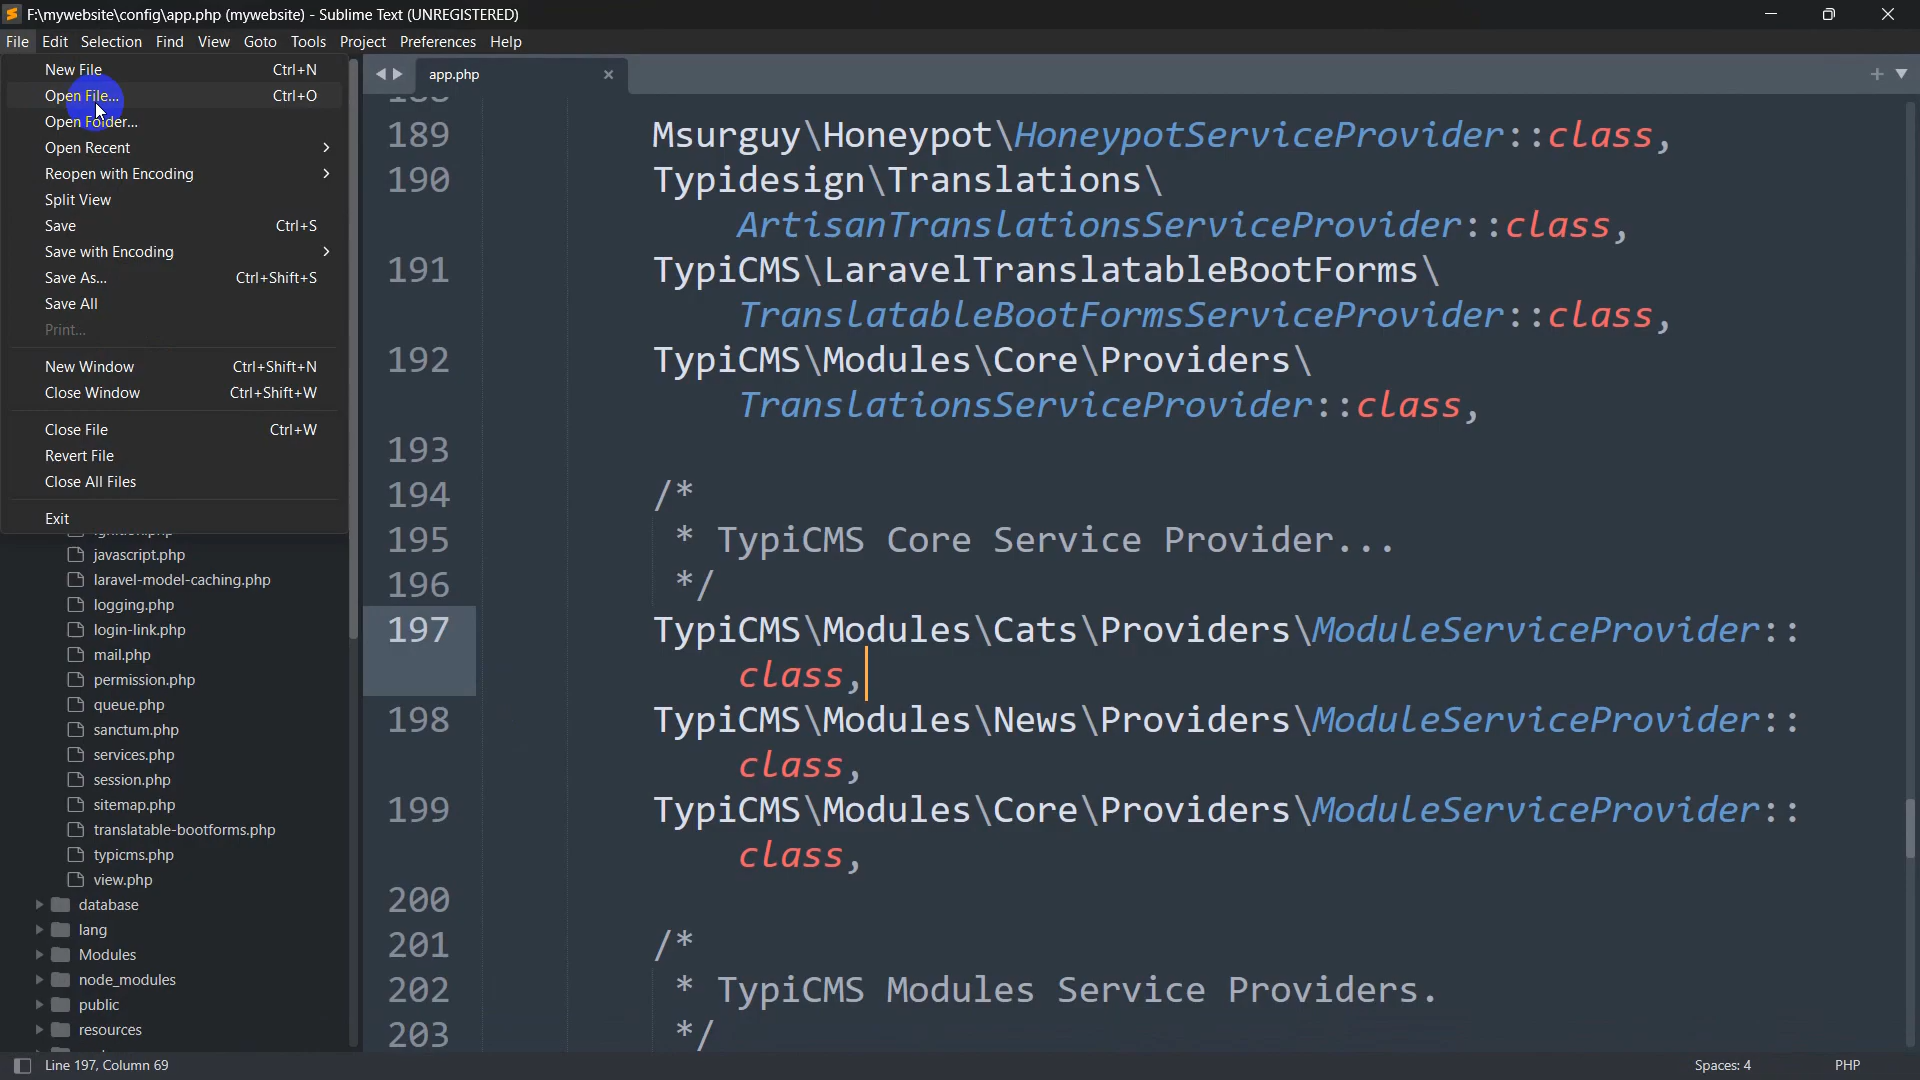 F:\mywebsite\config\app.php (mywebsite) - Sublime Text (UNREGISTERED)
File Edit Selection Find View Goto Tools Project Preferences Help
New File Ctrl+N
Open File... Ctrl+O
Open Folder...
Open Recent
Reopen with Encoding
Split View
Save Ctrl+S
Save with Encoding
Save As... Ctrl+Shift+S
Save All
Print...
New Window Ctrl+Shift+N
Close Window Ctrl+Shift+W
Close File Ctrl+W
Revert File
Close All Files
Exit
javascript.php
laravel-model-caching.php
logging.php
login-link.php
mail.php
permission.php
queue.php
sanctum.php
services.php
session.php
sitemap.php
translatable-bootforms.php
typicms.php
view.php
database
lang
Modules
node_modules
public
resources
app.php
189 Msurguy\Honeypot\HoneypotServiceProvider::class,
190 Typidesign\Translations\
ArtisanTranslationsServiceProvider::class,
191 TypiCMS\LaravelTranslatableBootForms\
TranslatableBootFormsServiceProvider::class,
192 TypiCMS\Modules\Core\Providers\
TranslationsServiceProvider::class,
193
194 /*
195 * TypiCMS Core Service Provider...
196 */
197 TypiCMS\Modules\Cats\Providers\ModuleServiceProvider::
class,
198 TypiCMS\Modules\News\Providers\ModuleServiceProvider::
class,
199 TypiCMS\Modules\Core\Providers\ModuleServiceProvider::
class,
200
201 /*
202 * TypiCMS Modules Service Providers.
203 */
Line 197, Column 69
Spaces: 4
PHP